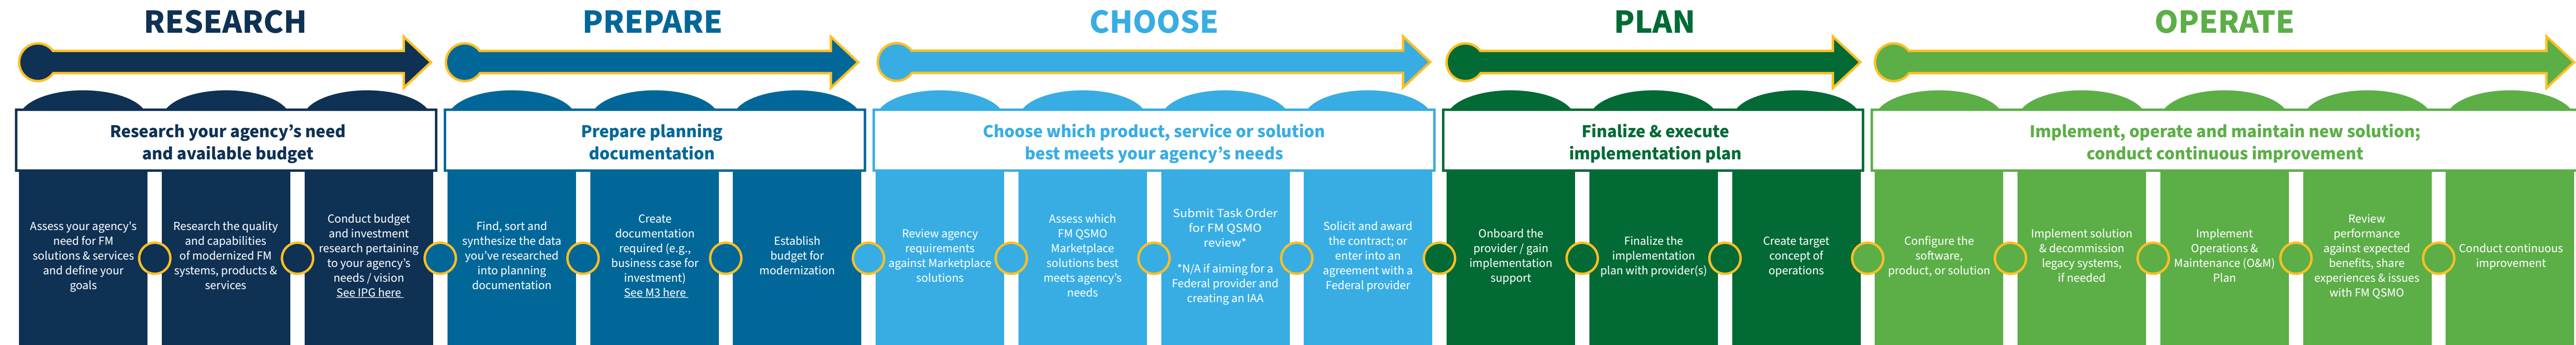 RESEARCH
Research your agency’s need
and available budget
Assess your agency's
need for FM
solutions & services
and define your
goals
Research the quality
and capabilities
of modernized FM
systems, products &
services
Conduct budget
and investment
research pertaining
to your agency’s
needs / vision
See IPG here
PREPARE
Prepare planning
documentation
Find, sort and
synthesize the data
you’ve researched
into planning
documentation
Create
documentation
required (e.g.,
business case for
investment)
See M3 here
Establish
budget for
modernization
CHOOSE
Choose which product, service or solution
best meets your agency’s needs
Review agency
requirements
against Marketplace
solutions
Assess which
FM QSMO
Marketplace
solutions best
meets agency’s
needs
Submit Task Order
for FM QSMO
review*
*N/A if aiming for a
Federal provider and
creating an IAA
Solicit and award
the contract; or
enter into an
agreement with a
Federal provider
PLAN
Finalize & execute
implementation plan
Onboard the
provider / gain
implementation
support
Finalize the
implementation
plan with provider(s)
Create target
concept of
operations
OPERATE
Implement, operate and maintain new solution;
conduct continuous improvement
Configure the
software,
product, or solution
Implement solution
& decommission
legacy systems,
if needed
Implement
Operations &
Maintenance (O&M)
Plan
Review
performance
against expected
benefits, share
experiences & issues
with FM QSMO
Conduct continuous
improvement